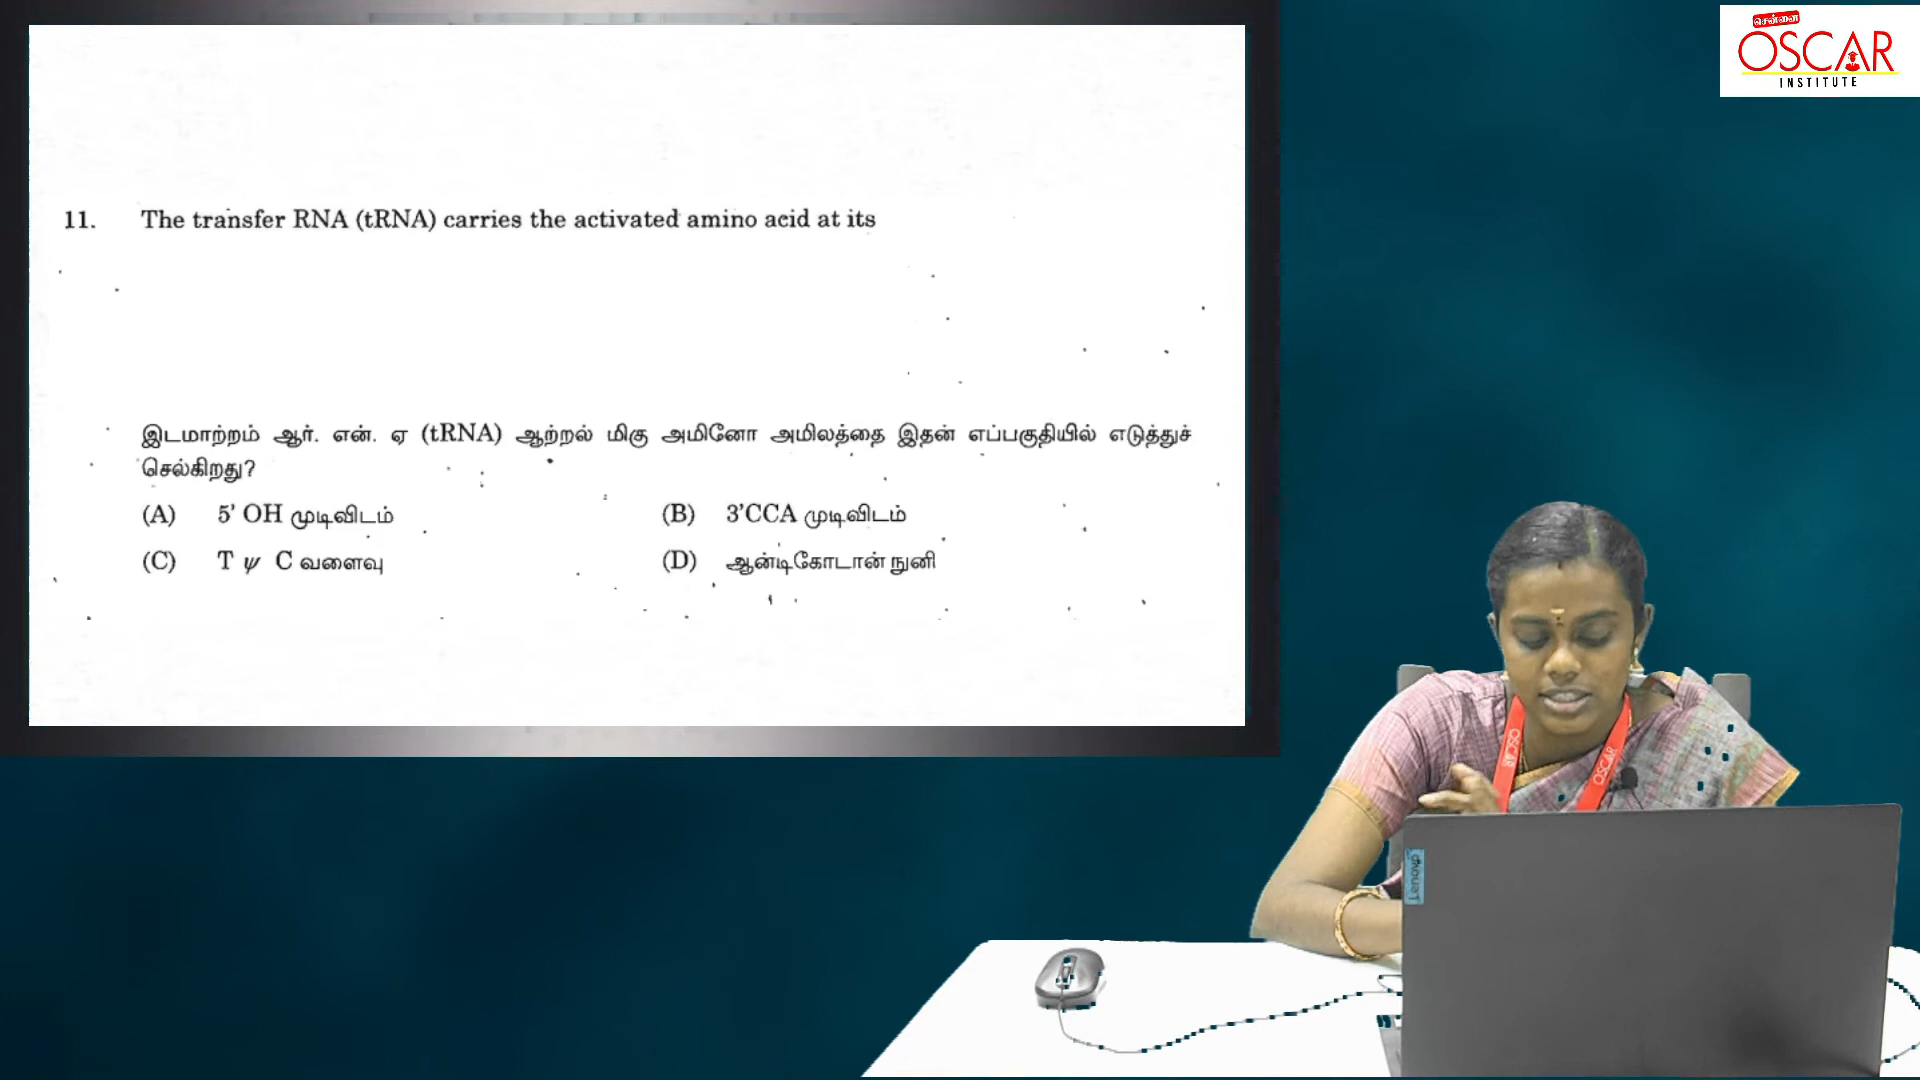 சென்னை
OSCAR
INSTITUTE
11. The transfer RNA (tRNA) carries the activated amino acid at its
இடமாற்றம் ஆர். என். ஏ (tRNA) ஆற்றல் மிகு அமினோ அமிலத்தை இதன் எப்பகுதியில் எடுத்துச்
செல்கிறது?
(A) 5' OH முடிவிடம் (B) 3'CCA முடிவிடம்
(C) T ψ C வளைவு (D) ஆன்டிகோடான் நுனி
OSCAR
OSCAR
Lenovo